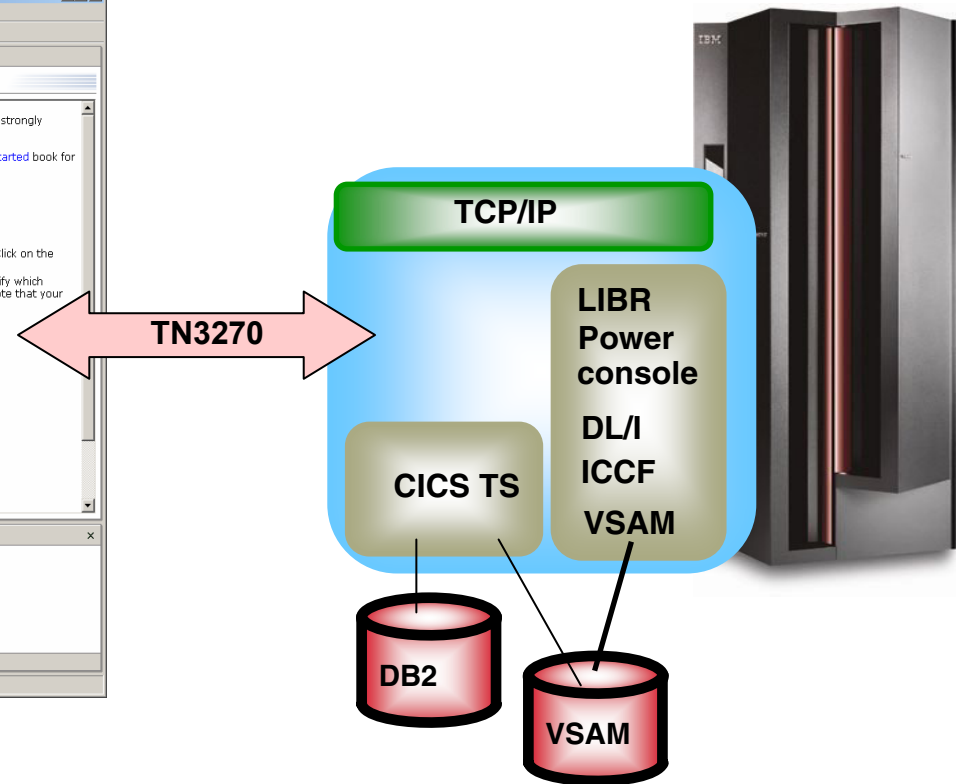 IBM
strongly
tarted book for
lick on the
ify which
te that your
TCP/IP
TN3270
LIBR
Power
console
DL/I
ICCF
VSAM
CICS TS
DB2
VSAM